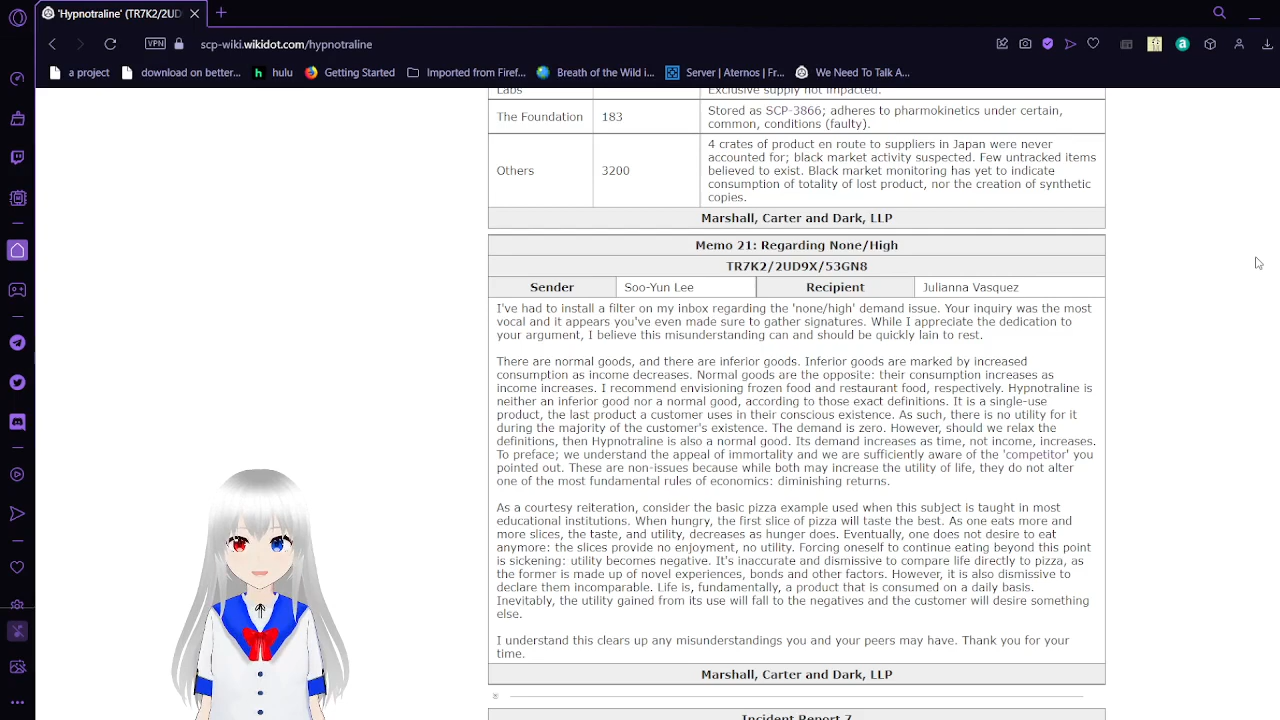 'Hypnotraline' (TR7K2/2UD
scp-wiki.wikidot.com/hypnotraline
VPN
a project
download on better...
hulu
Getting Started
Imported from Firef...
Breath of the Wild i...
Server | Aternos | Fr...
We Need To Talk A...
Labs
Exclusive supply not impacted.
The Foundation
183
Stored as SCP-3866; adheres to pharmokinetics under certain,
common, conditions (faulty).
Others
3200
4 crates of product en route to suppliers in Japan were never
accounted for; black market activity suspected. Few untracked items
believed to exist. Black market monitoring has yet to indicate
consumption of totality of lost product, nor the creation of synthetic
copies.
Marshall, Carter and Dark, LLP
Memo 21: Regarding None/High
TR7K2/2UD9X/53GN8
Sender
Soo-Yun Lee
Recipient
Julianna Vasquez
I've had to install a filter on my inbox regarding the 'none/high' demand issue. Your inquiry was the most
vocal and it appears you've even made sure to gather signatures. While I appreciate the dedication to
your argument, I believe this misunderstanding can and should be quickly lain to rest.
There are normal goods, and there are inferior goods. Inferior goods are marked by increased
consumption as income decreases. Normal goods are the opposite: their consumption increases as
income increases. I recommend envisioning frozen food and restaurant food, respectively. Hypnotraline is
neither an inferior good nor a normal good, according to those exact definitions. It is a single-use
product, the last product a customer uses in their conscious existence. As such, there is no utility for it
during the majority of the customer's existence. The demand is zero. However, should we relax the
definitions, then Hypnotraline is also a normal good. Its demand increases as time, not income, increases.
To preface; we understand the appeal of immortality and we are sufficiently aware of the 'competitor' you
pointed out. These are non-issues because while both may increase the utility of life, they do not alter
one of the most fundamental rules of economics: diminishing returns.
As a courtesy reiteration, consider the basic pizza example used when this subject is taught in most
educational institutions. When hungry, the first slice of pizza will taste the best. As one eats more and
more slices, the taste, and utility, decreases as hunger does. Eventually, one does not desire to eat
anymore: the slices provide no enjoyment, no utility. Forcing oneself to continue eating beyond this point
is sickening: utility becomes negative. It's inaccurate and dismissive to compare life directly to pizza, as
the former is made up of novel experiences, bonds and other factors. However, it is also dismissive to
declare them incomparable. Life is, fundamentally, a product that is consumed on a daily basis.
Inevitably, the utility gained from its use will fall to the negatives and the customer will desire something
else.
I understand this clears up any misunderstandings you and your peers may have. Thank you for your
time.
Marshall, Carter and Dark, LLP
Incident Report 7